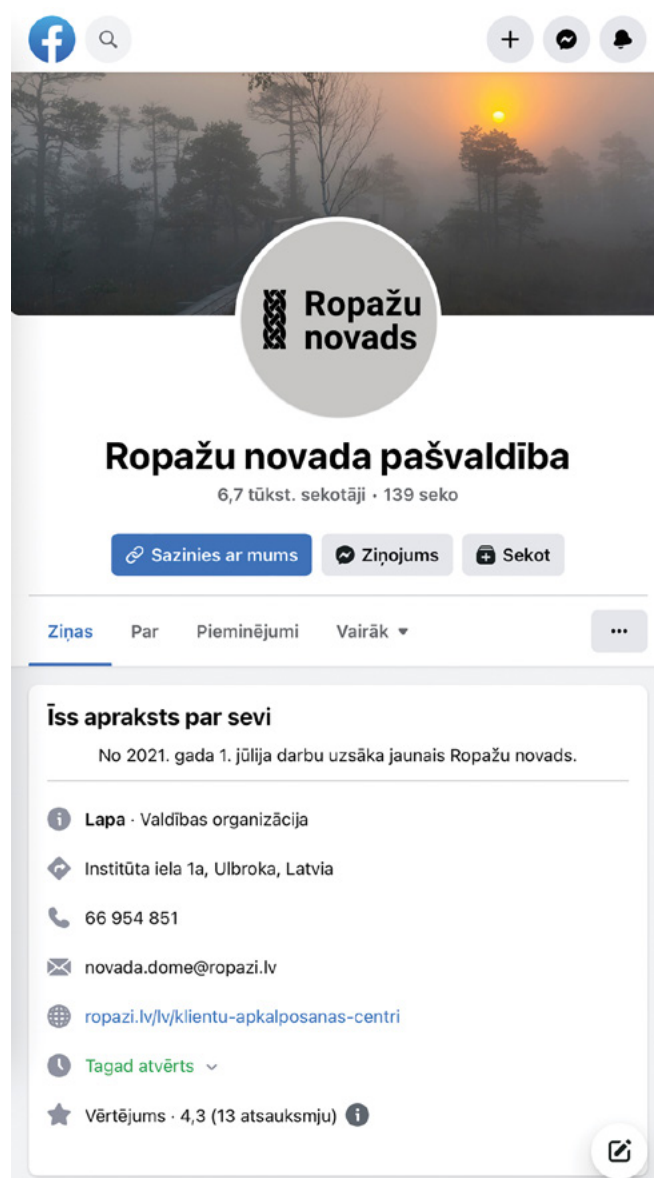 Ropažu
novads
Ropažu novada pašvaldība
6,7 tūkst. sekotāji · 139 seko
Sazinies ar mums
Ziņojums
Sekot
Ziņas
Par
Pieminējumi
Vairāk
Īss apraksts par sevi
No 2021. gada 1. jūlija darbu uzsāka jaunais Ropažu novads.
Lapa · Valdības organizācija
Institūta iela 1a, Ulbroka, Latvia
66 954 851
novada.dome@ropazi.lv
ropazi.lv/lv/klientu-apkalposanas-centri
Tagad atvērts
Vērtējums · 4,3 (13 atsauksmju)